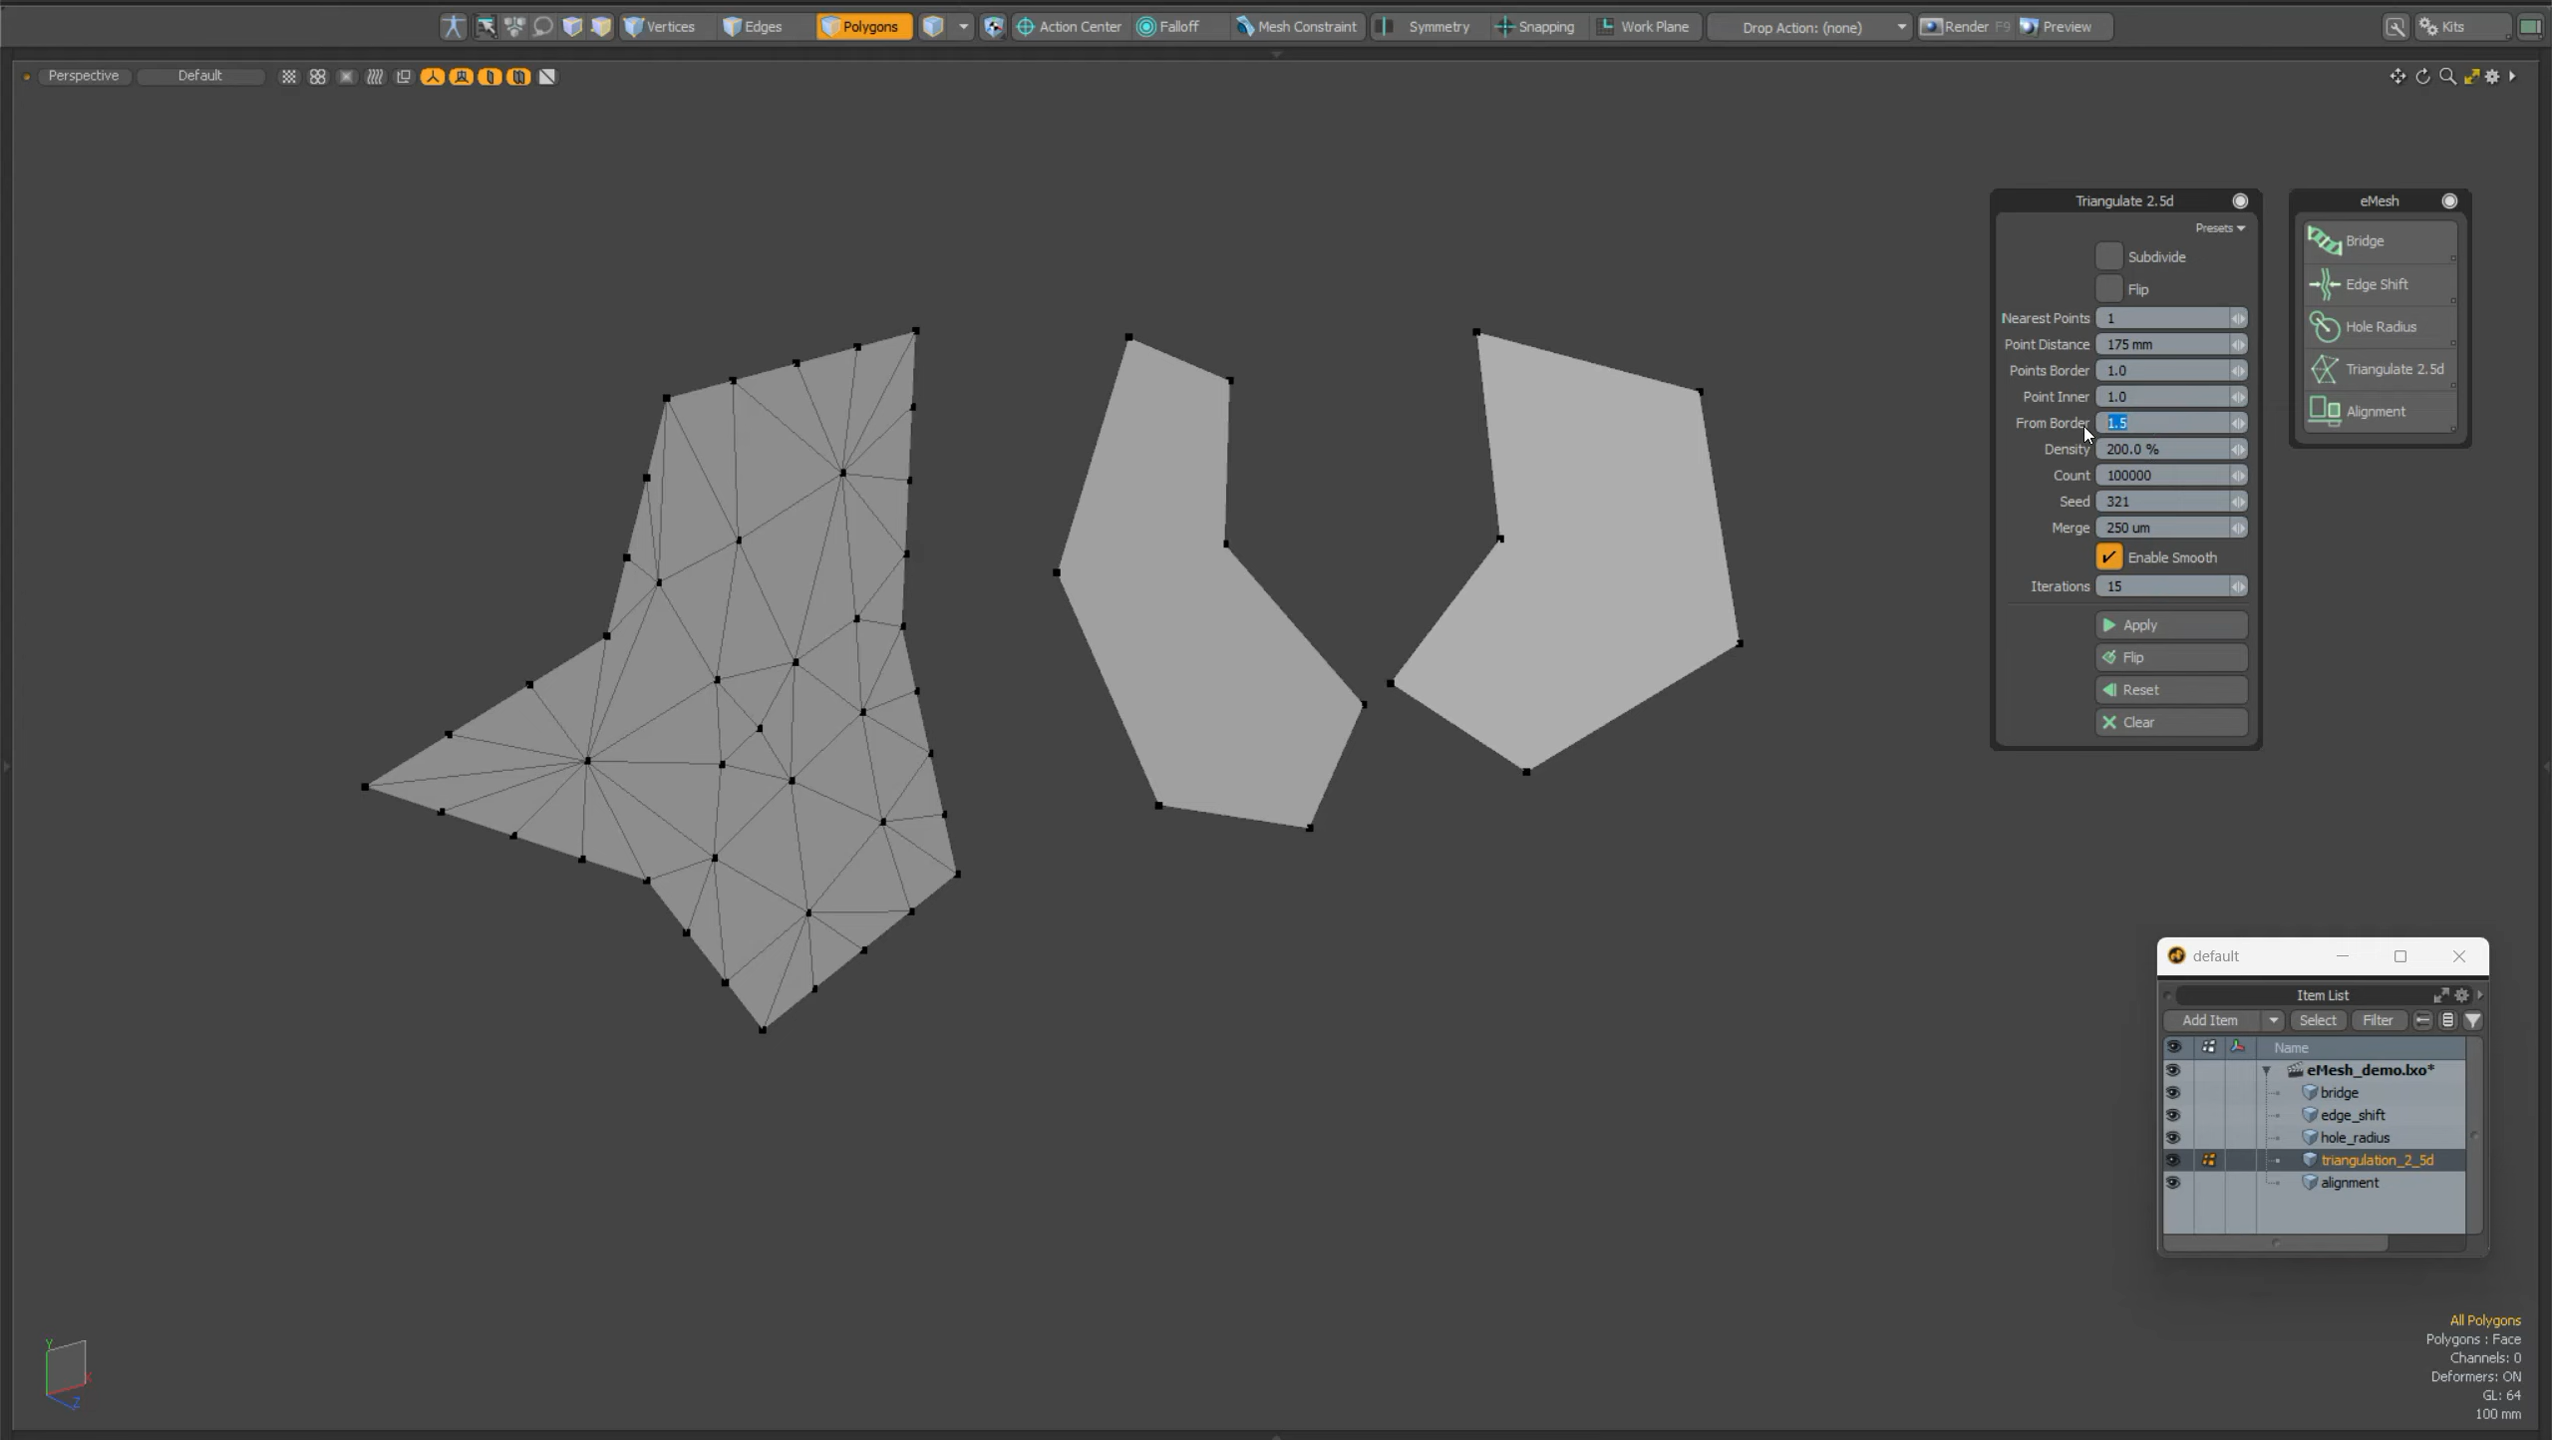 Vertices Edges Polygons Action Center Falloff Mesh Constraint Symmetry Snapping Work Plane Drop Action: (none) Render F9 Preview Kits
Perspective Default
Triangulate 2.5d
Presets
Subdivide
Flip
Nearest Points 1
Point Distance 175 mm
Points Border 1.0
Point Inner 1.0
From Border 1.5
Density 200.0 %
Count 100000
Seed 321
Merge 250 um
Enable Smooth
Iterations 15
Apply
Flip
Reset
Clear
eMesh
Bridge
Edge Shift
Hole Radius
Triangulate 2.5d
Alignment
default
Item List
Add Item Select Filter
Name
eMesh_demo.lxo*
bridge
edge_shift
hole_radius
triangulation_2_5d
alignment
All Polygons
Polygons : Face
Channels: 0
Deformers: ON
GL: 64
100 mm
Y
X
Z